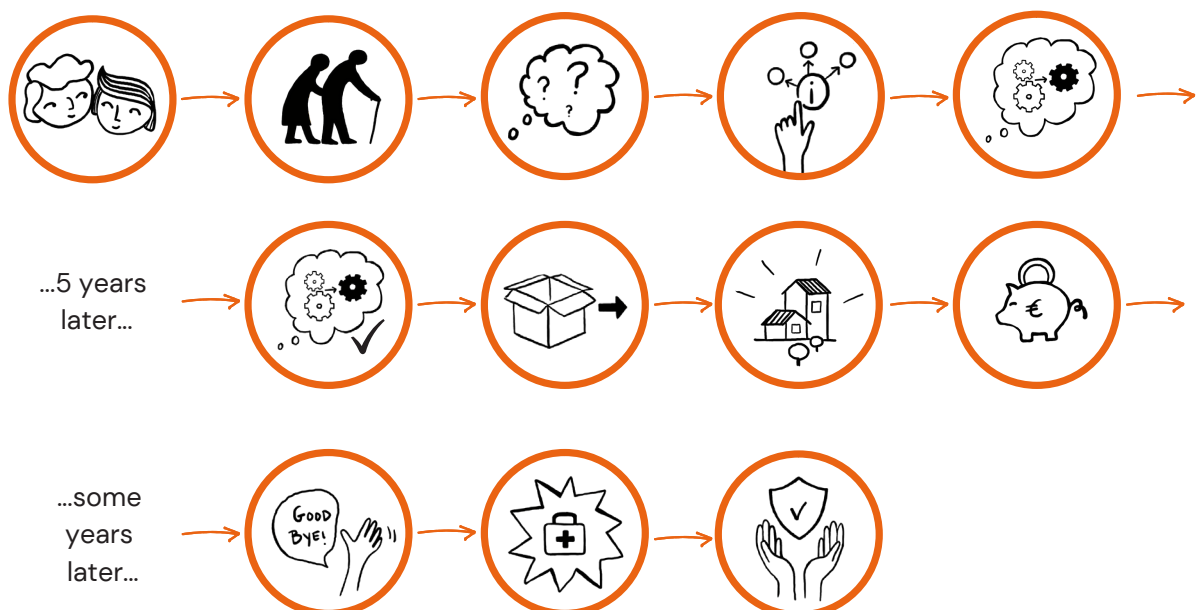 ? ? ?
i
...5 years
later...
€
...some
years
later...
GOOD
BYE!